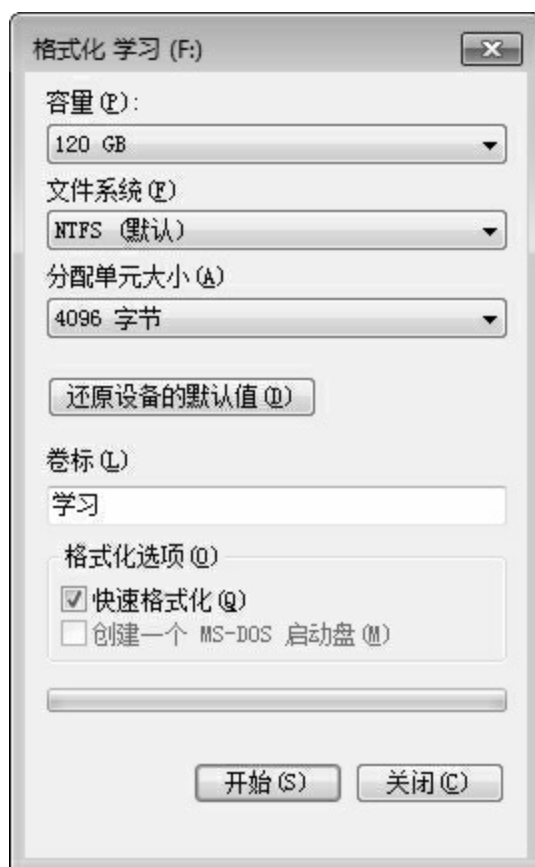 格式化 学习 (F:)
容量(P):
120 GB
文件系统(F)
NTFS (默认)
分配单元大小(A)
4096 字节
还原设备的默认值(D)
卷标(L)
学习
格式化选项(O)
快速格式化(Q)
创建一个 MS-DOS 启动盘(M)
开始(S)
关闭(C)